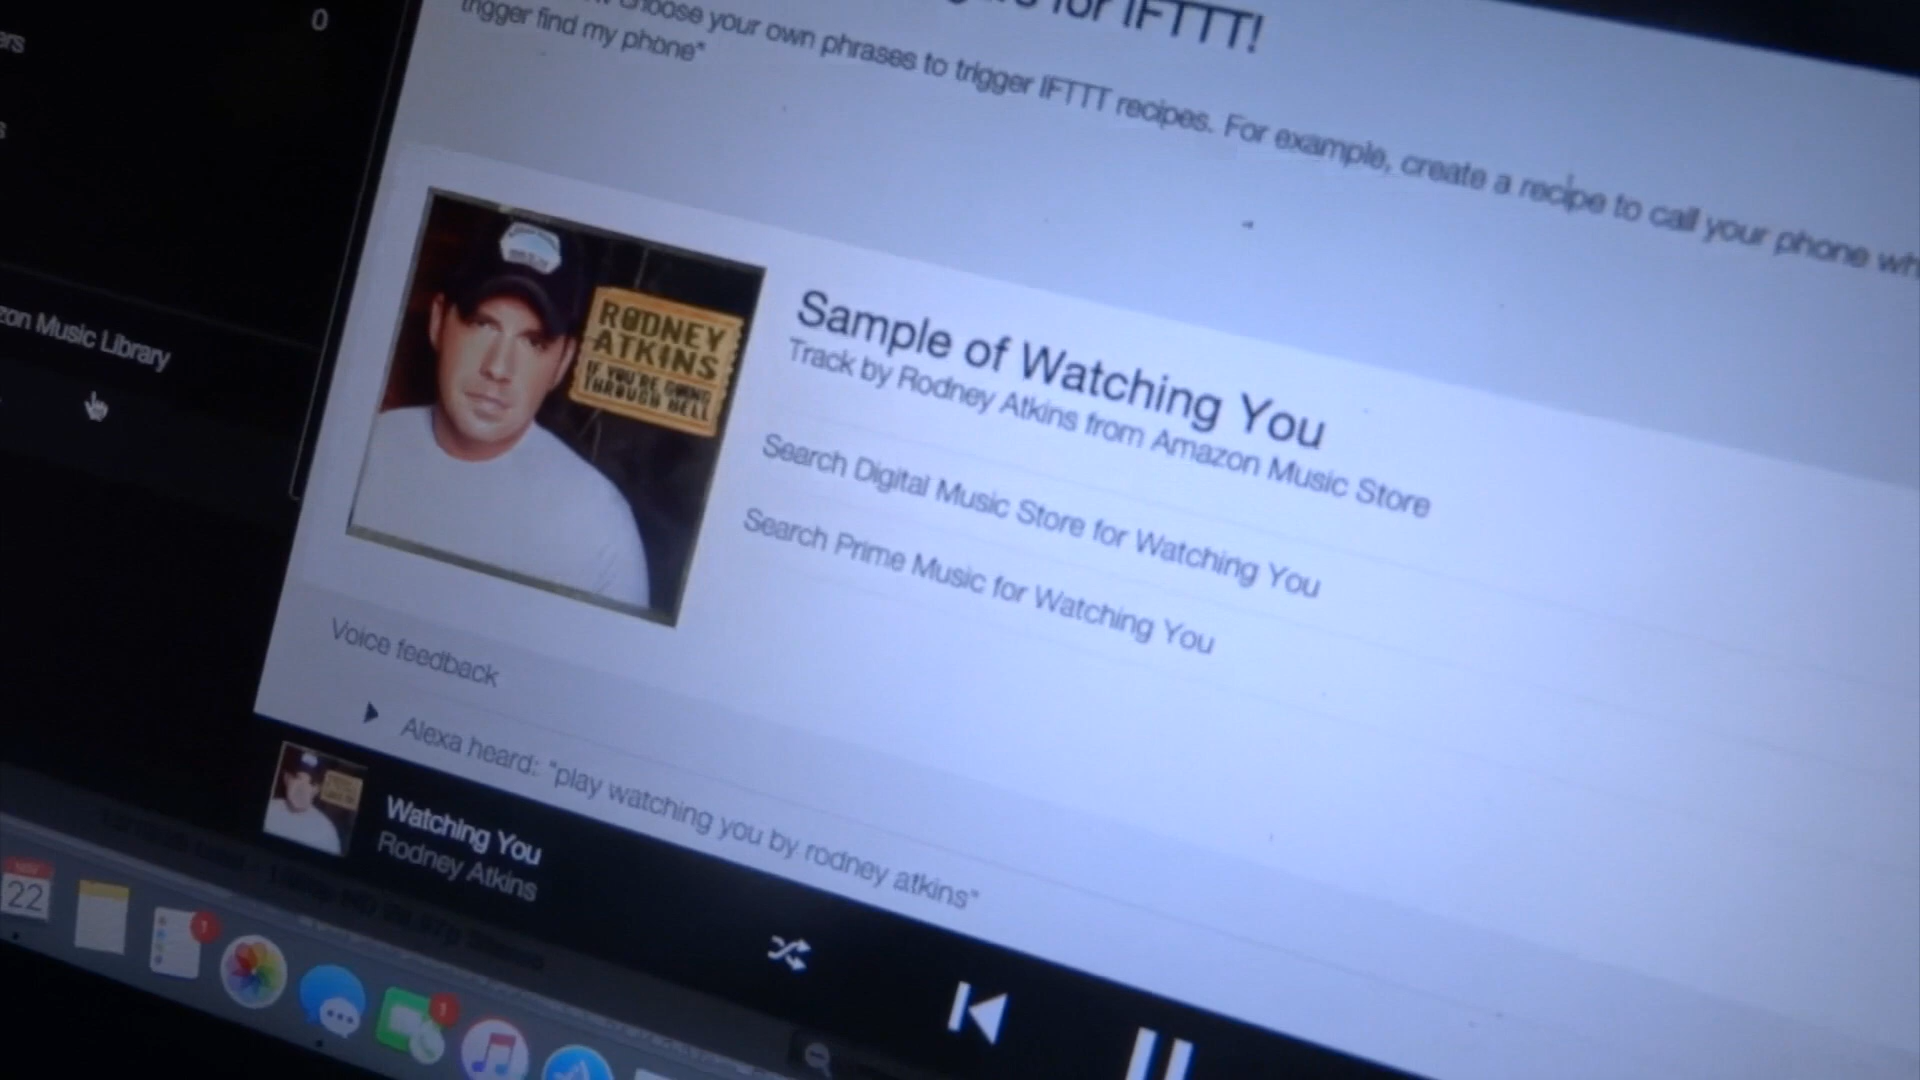 for IFTTT!
choose your own phrases to trigger IFTTT recipes. For example, create a recipe to call your phone
trigger find my phone"
0
Music Library
RODNEY
ATKINS
IF YOU'RE GOING
THROUGH HELL
Sample of Watching You
Track by Rodney Atkins from Amazon Music Store
Search Digital Music Store for Watching You
Search Prime Music for Watching You
Voice feedback
Alexa heard: "play watching you by rodney atkins"
Watching You
Rodney Atkins
NOV
22
1
1